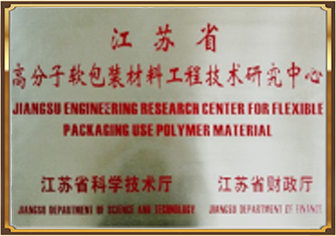 江苏省
高分子软包装材料工程技术研究中心
JIANGSU ENGINEERING RESEARCH CENTER FOR FLEXIBLE
PACKAGING USE POLYMER MATERIAL
江苏省科学技术厅 江苏省财政厅
JIANGSU DEPARTMENT OF SCIENCE AND TECHNOLOGY JIANGSU DEPARTMENT OF FINANCE